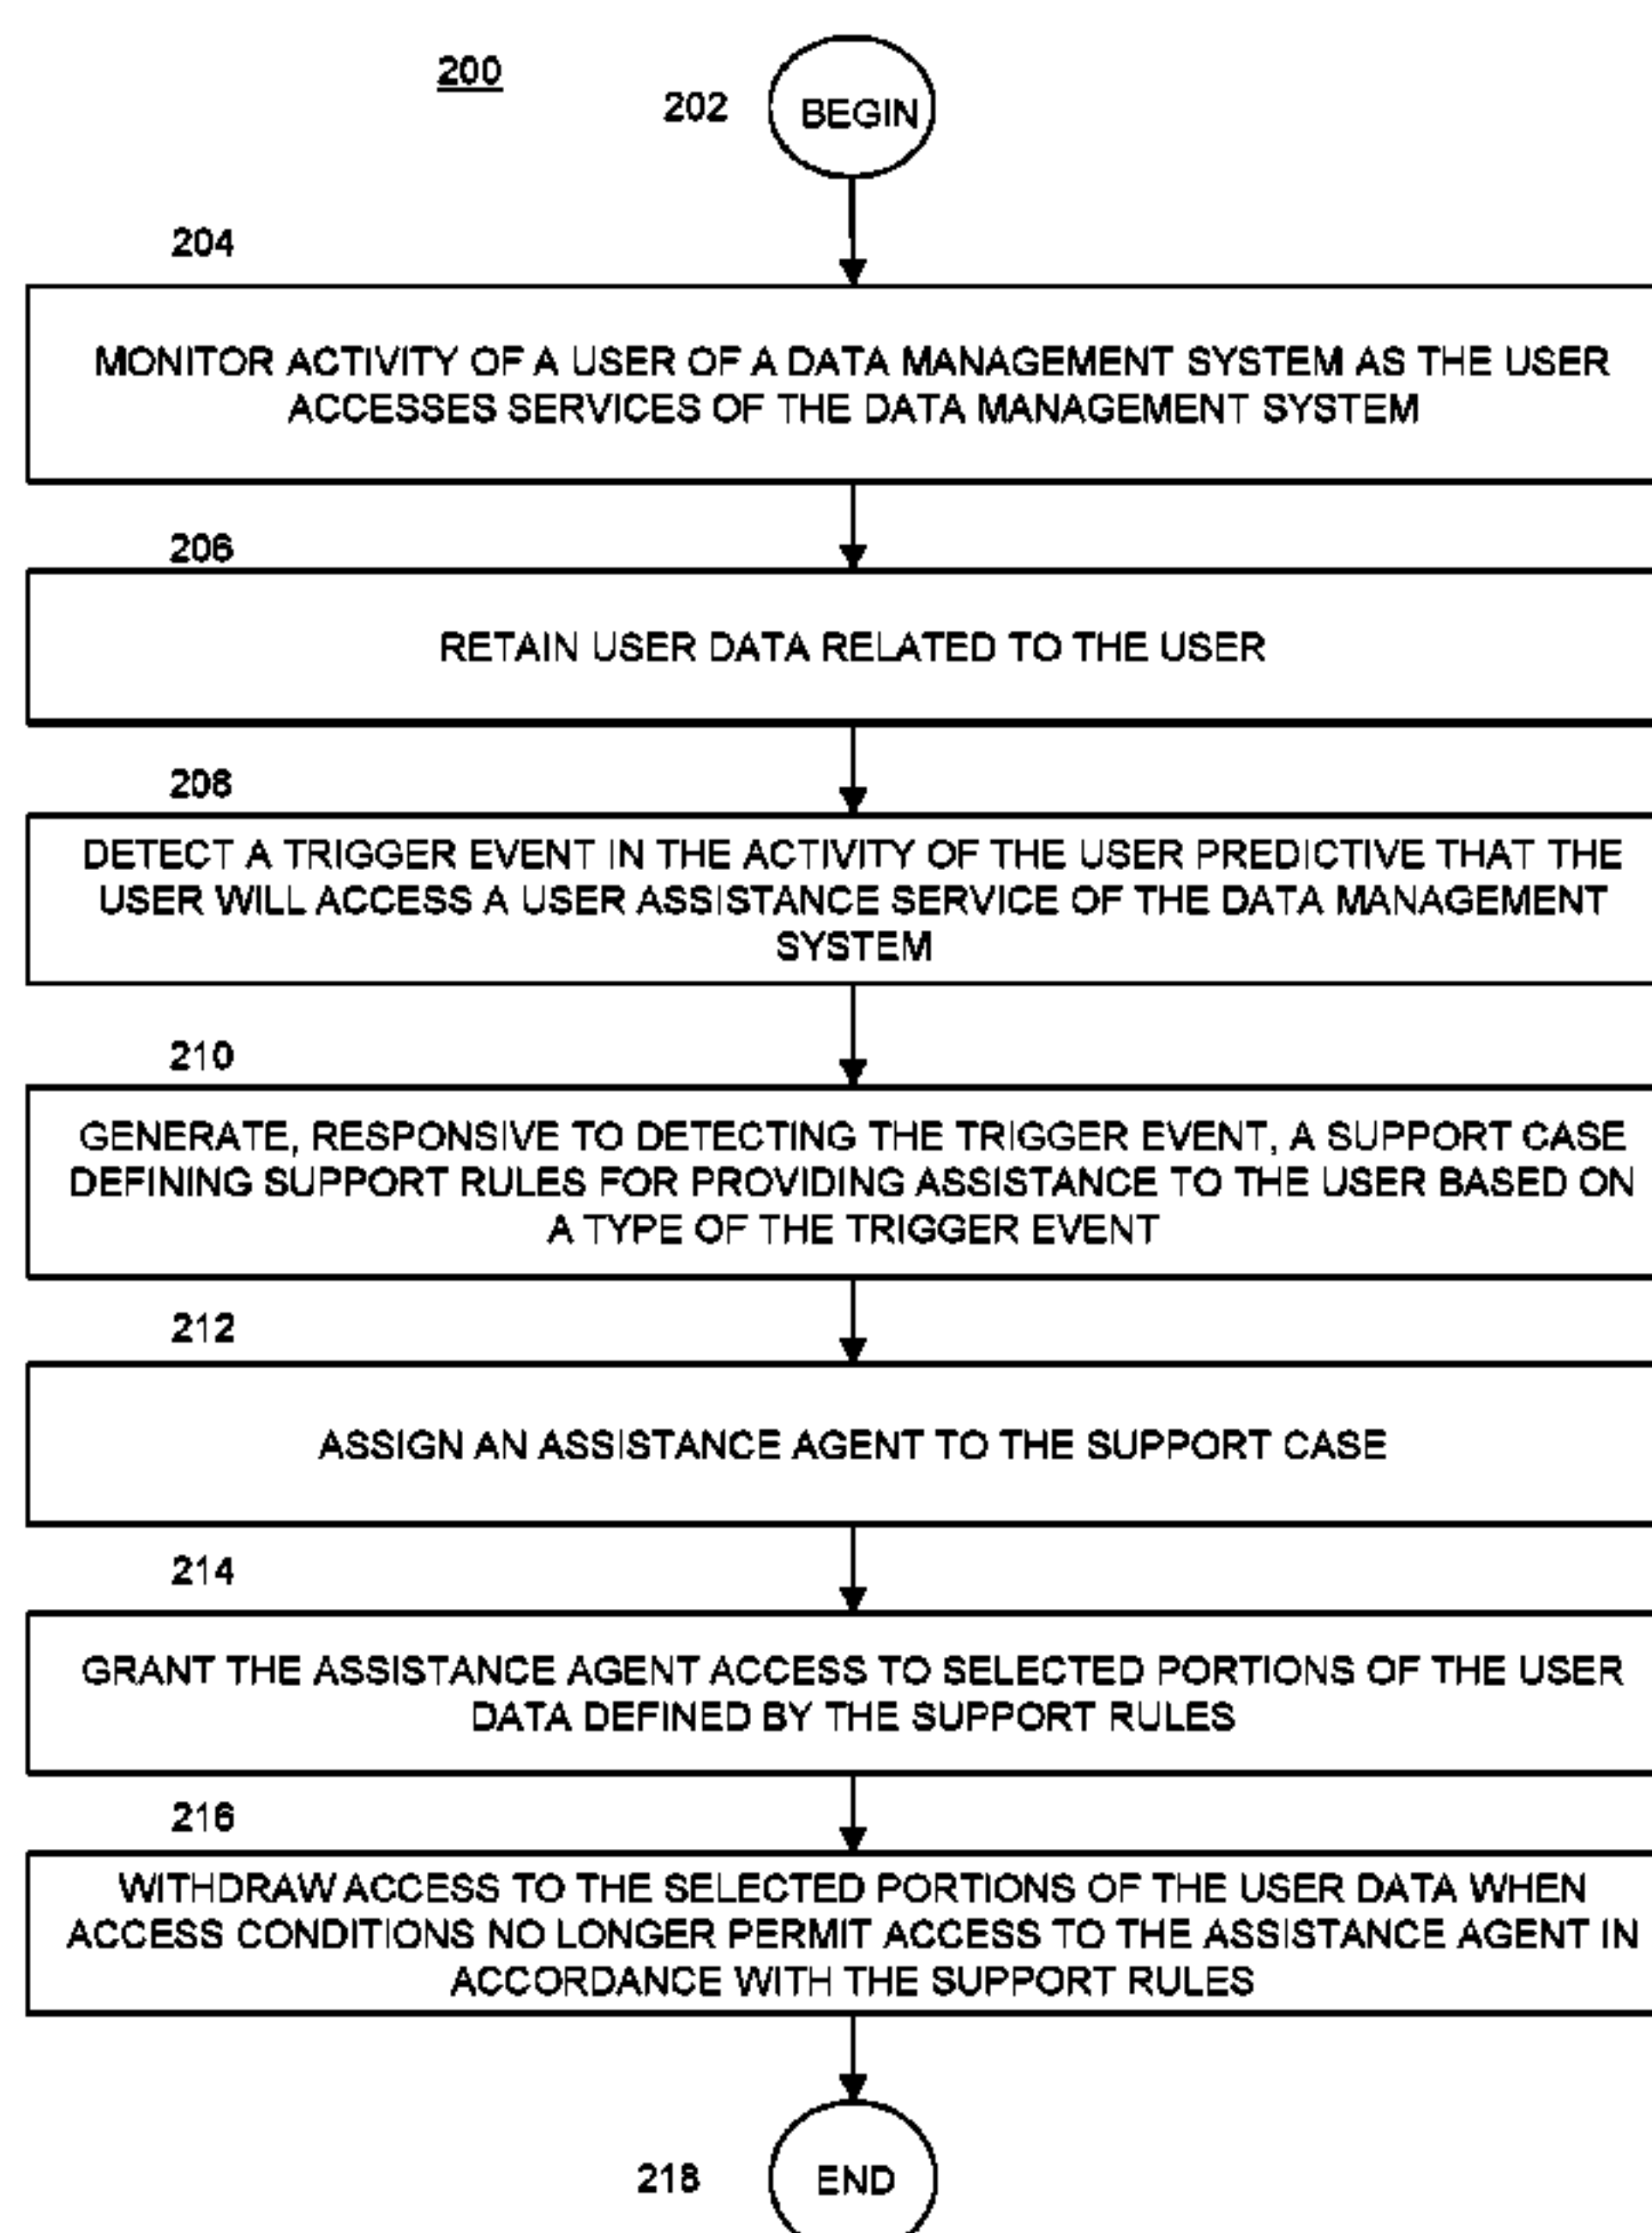 200
202
BEGIN
204
MONITOR ACTIVITY OF A USER OF A DATA MANAGEMENT SYSTEM AS THE USER
ACCESSES SERVICES OF THE DATA MANAGEMENT SYSTEM
206
RETAIN USER DATA RELATED TO THE USER
208
DETECT A TRIGGER EVENT IN THE ACTIVITY OF THE USER PREDICTIVE THAT THE
USER WILL ACCESS A USER ASSISTANCE SERVICE OF THE DATA MANAGEMENT
SYSTEM
210
GENERATE, RESPONSIVE TO DETECTING THE TRIGGER EVENT, A SUPPORT CASE
DEFINING SUPPORT RULES FOR PROVIDING ASSISTANCE TO THE USER BASED ON
A TYPE OF THE TRIGGER EVENT
212
ASSIGN AN ASSISTANCE AGENT TO THE SUPPORT CASE
214
GRANT THE ASSISTANCE AGENT ACCESS TO SELECTED PORTIONS OF THE USER
DATA DEFINED BY THE SUPPORT RULES
216
WITHDRAW ACCESS TO THE SELECTED PORTIONS OF THE USER DATA WHEN
ACCESS CONDITIONS NO LONGER PERMIT ACCESS TO THE ASSISTANCE AGENT IN
ACCORDANCE WITH THE SUPPORT RULES
218
END